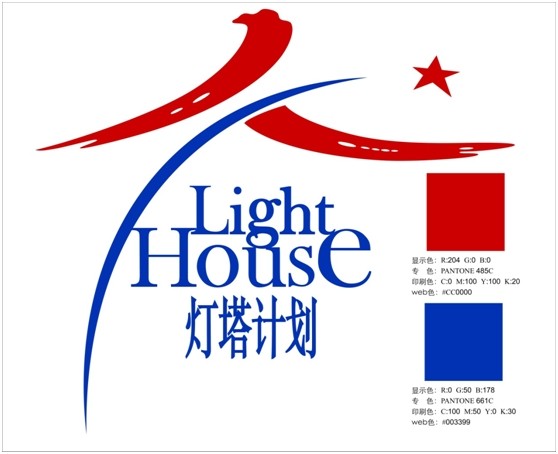 Light
House
灯塔计划
显示色：R:204 G:0 B:0
专 色：PANTONE 485C
印刷色：C:0 M:100 Y:100 K:20
web色：#CC0000
显示色：R:0 G:50 B:178
专 色：PANTONE 661C
印刷色：C:100 M:50 Y:0 K:30
web色：#003399